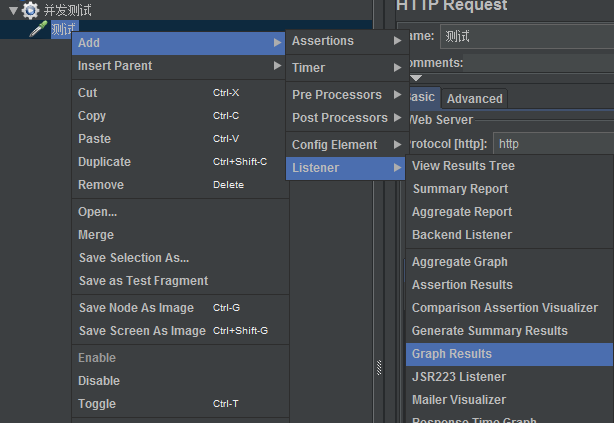 并发测试
测试
Add
Insert Parent
Cut Ctrl-X
Copy Ctrl-C
Paste Ctrl-V
Duplicate Ctrl+Shift-C
Remove Delete
Open...
Merge
Save Selection As...
Save as Test Fragment
Save Node As Image Ctrl-G
Save Screen As Image Ctrl+Shift-G
Enable
Disable
Toggle Ctrl-T
Assertions
Timer
Pre Processors
Post Processors
Config Element
Listener
HTTP Request
ame: 测试
omments:
asic Advanced
Web Server
rotocol [http]: http
View Results Tree
Summary Report
Aggregate Report
Backend Listener
Aggregate Graph
Assertion Results
Comparison Assertion Visualizer
Generate Summary Results
Graph Results
JSR223 Listener
Mailer Visualizer
Response Time Graph